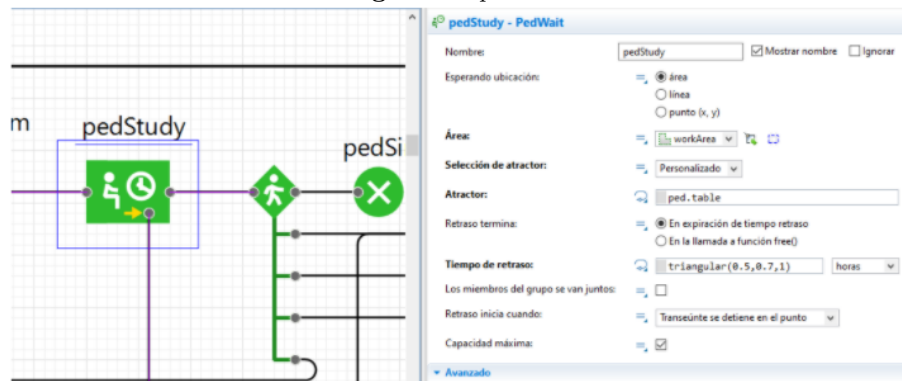 m
pedStudy
pedSi
pedStudy - PedWait
Nombre:
pedStudy
Mostrar nombre
Ignorar
Esperando ubicación:
área
línea
punto (x, y)
Área:
workArea
Selección de atractor:
Personalizado
Atractor:
ped.table
Retraso termina:
En expiración de tiempo retraso
En la llamada a función free()
Tiempo de retraso:
triangular(0.5,0.7,1)
horas
Los miembros del grupo se van juntos:
Retraso inicia cuando:
Transeúnte se detiene en el punto
Capacidad máxima:
Avanzado